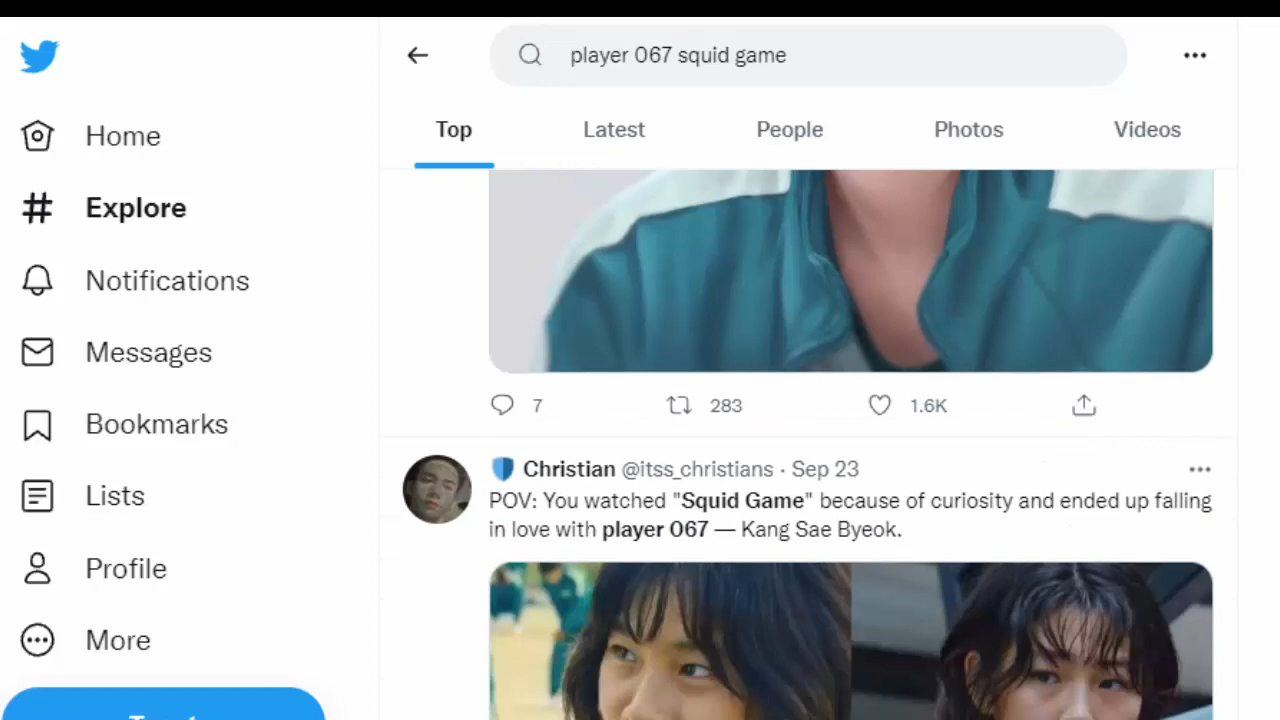 player 067 squid game
Top
Latest
People
Photos
Videos
Home
Explore
Notifications
Messages
Bookmarks
Lists
Profile
More
7
283
1.6K
Christian @itss_christians · Sep 23
POV: You watched "Squid Game" because of curiosity and ended up falling
in love with player 067 — Kang Sae Byeok.